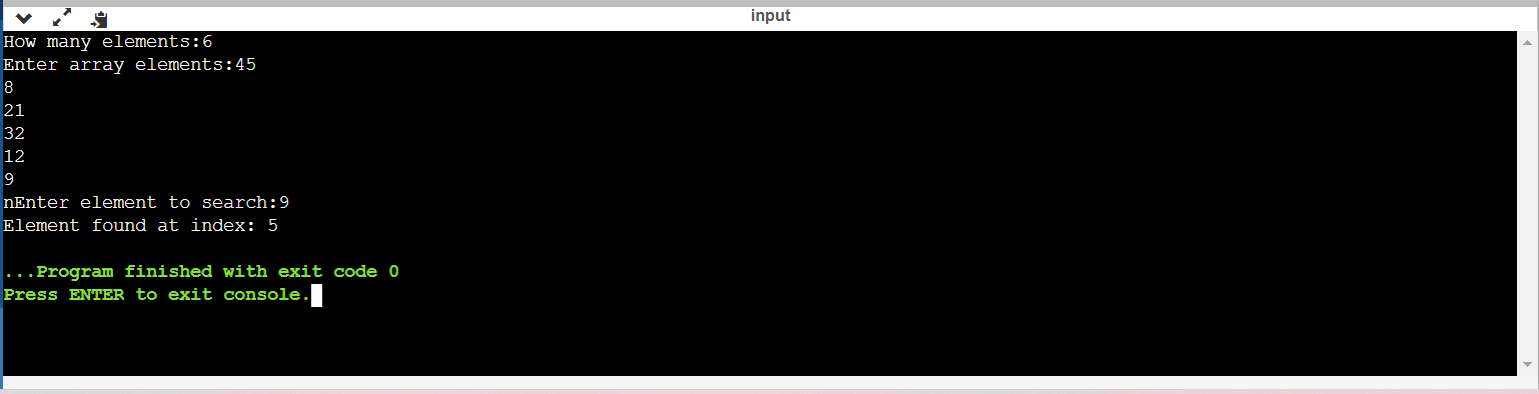 input
How many elements:6
Enter array elements:45
8
21
32
12
9
nEnter element to search:9
Element found at index: 5
...Program finished with exit code 0
Press ENTER to exit console.